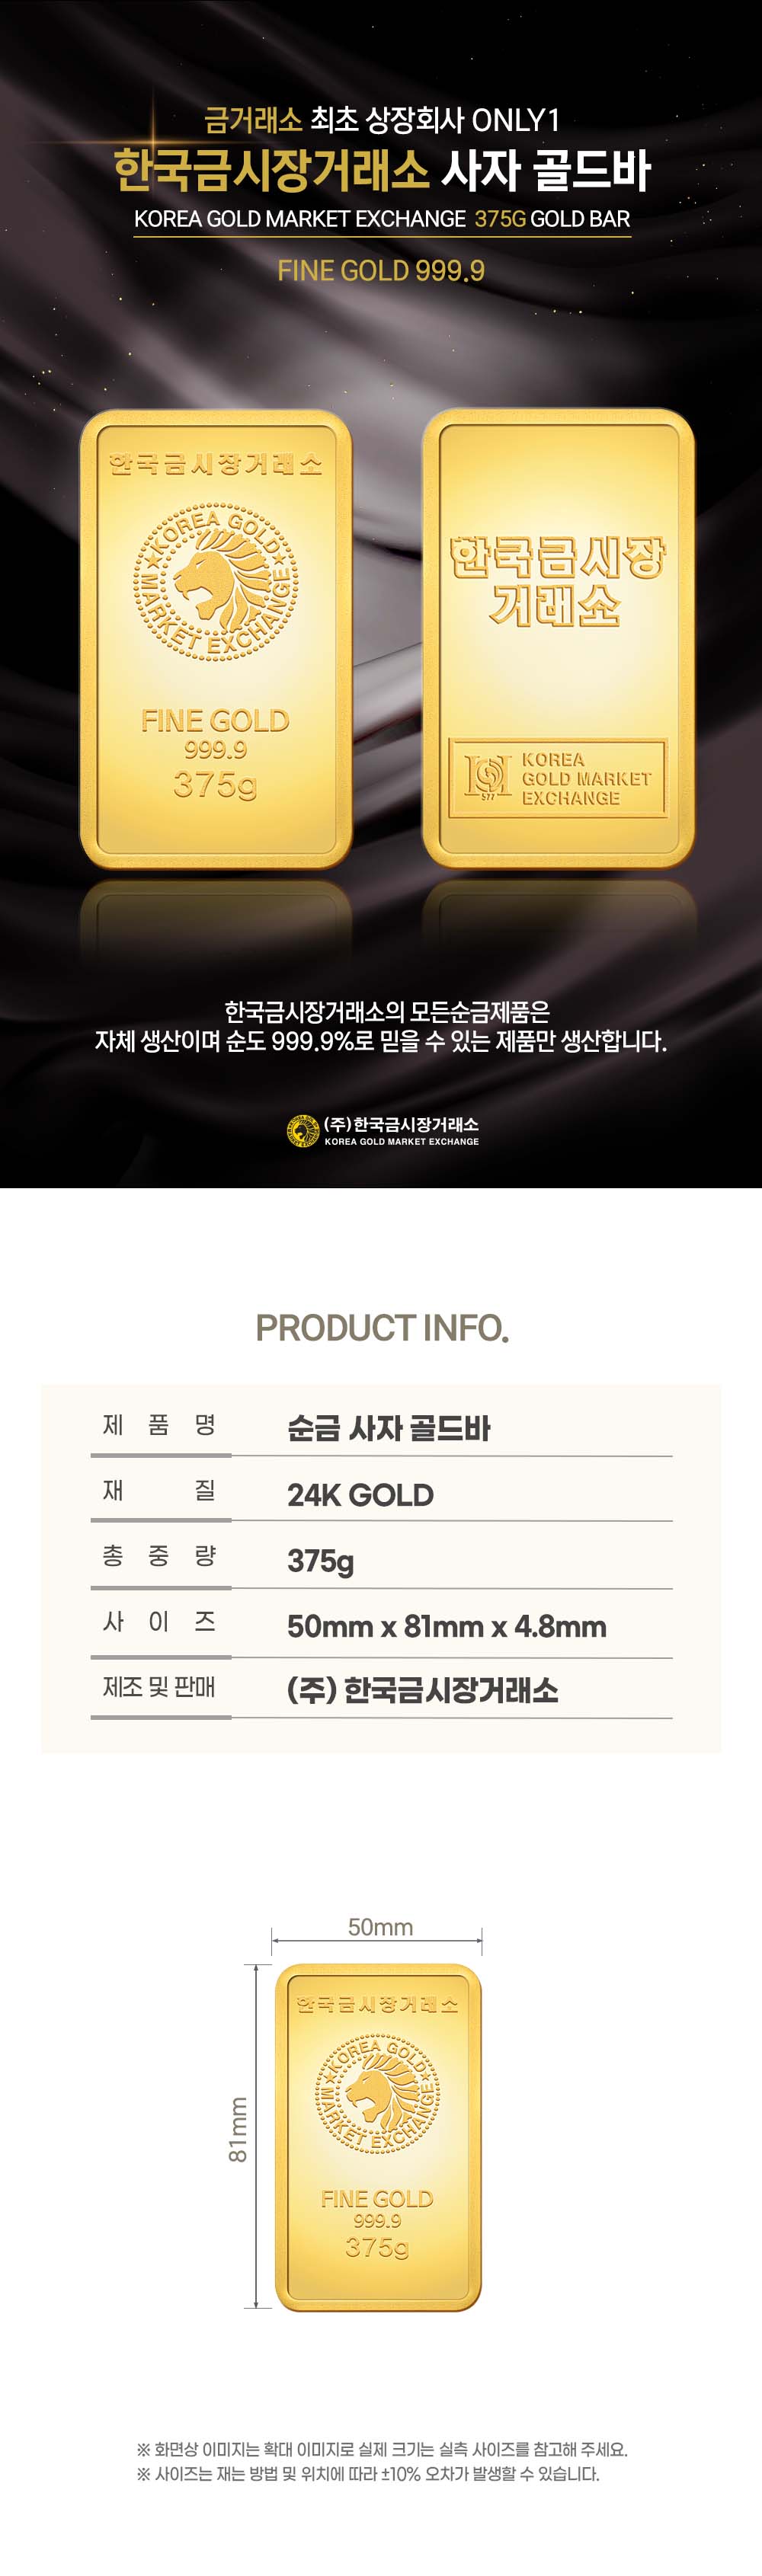 금거래소 최초 상장회사 ONLY1
한국금시장거래소 사자 골드바
KOREA GOLD MARKET EXCHANGE 375G GOLD BAR
FINE GOLD 999.9
한국금시장거래소
KOREA GOLD
MARKET EXCHANGE
FINE GOLD
999.9
375g
한국금시장
거래소
S77
KOREA
GOLD MARKET
EXCHANGE
한국금시장거래소의 모든순금제품은
자체 생산이며 순도 999.9%로 믿을 수 있는 제품만 생산합니다.
(주)한국금시장거래소
KOREA GOLD MARKET EXCHANGE
PRODUCT INFO.
제 품 명 순금 사자 골드바
재 질 24K GOLD
총 중 량 375g
사 이 즈 50mm x 81mm x 4.8mm
제조 및 판매 (주) 한국금시장거래소
50mm
81mm
한국금시장거래소
KOREA GOLD
MARKET EXCHANGE
FINE GOLD
999.9
375g
※ 화면상 이미지는 확대 이미지로 실제 크기는 실측 사이즈를 참고해 주세요.
※ 사이즈는 재는 방법 및 위치에 따라 ±10% 오차가 발생할 수 있습니다.